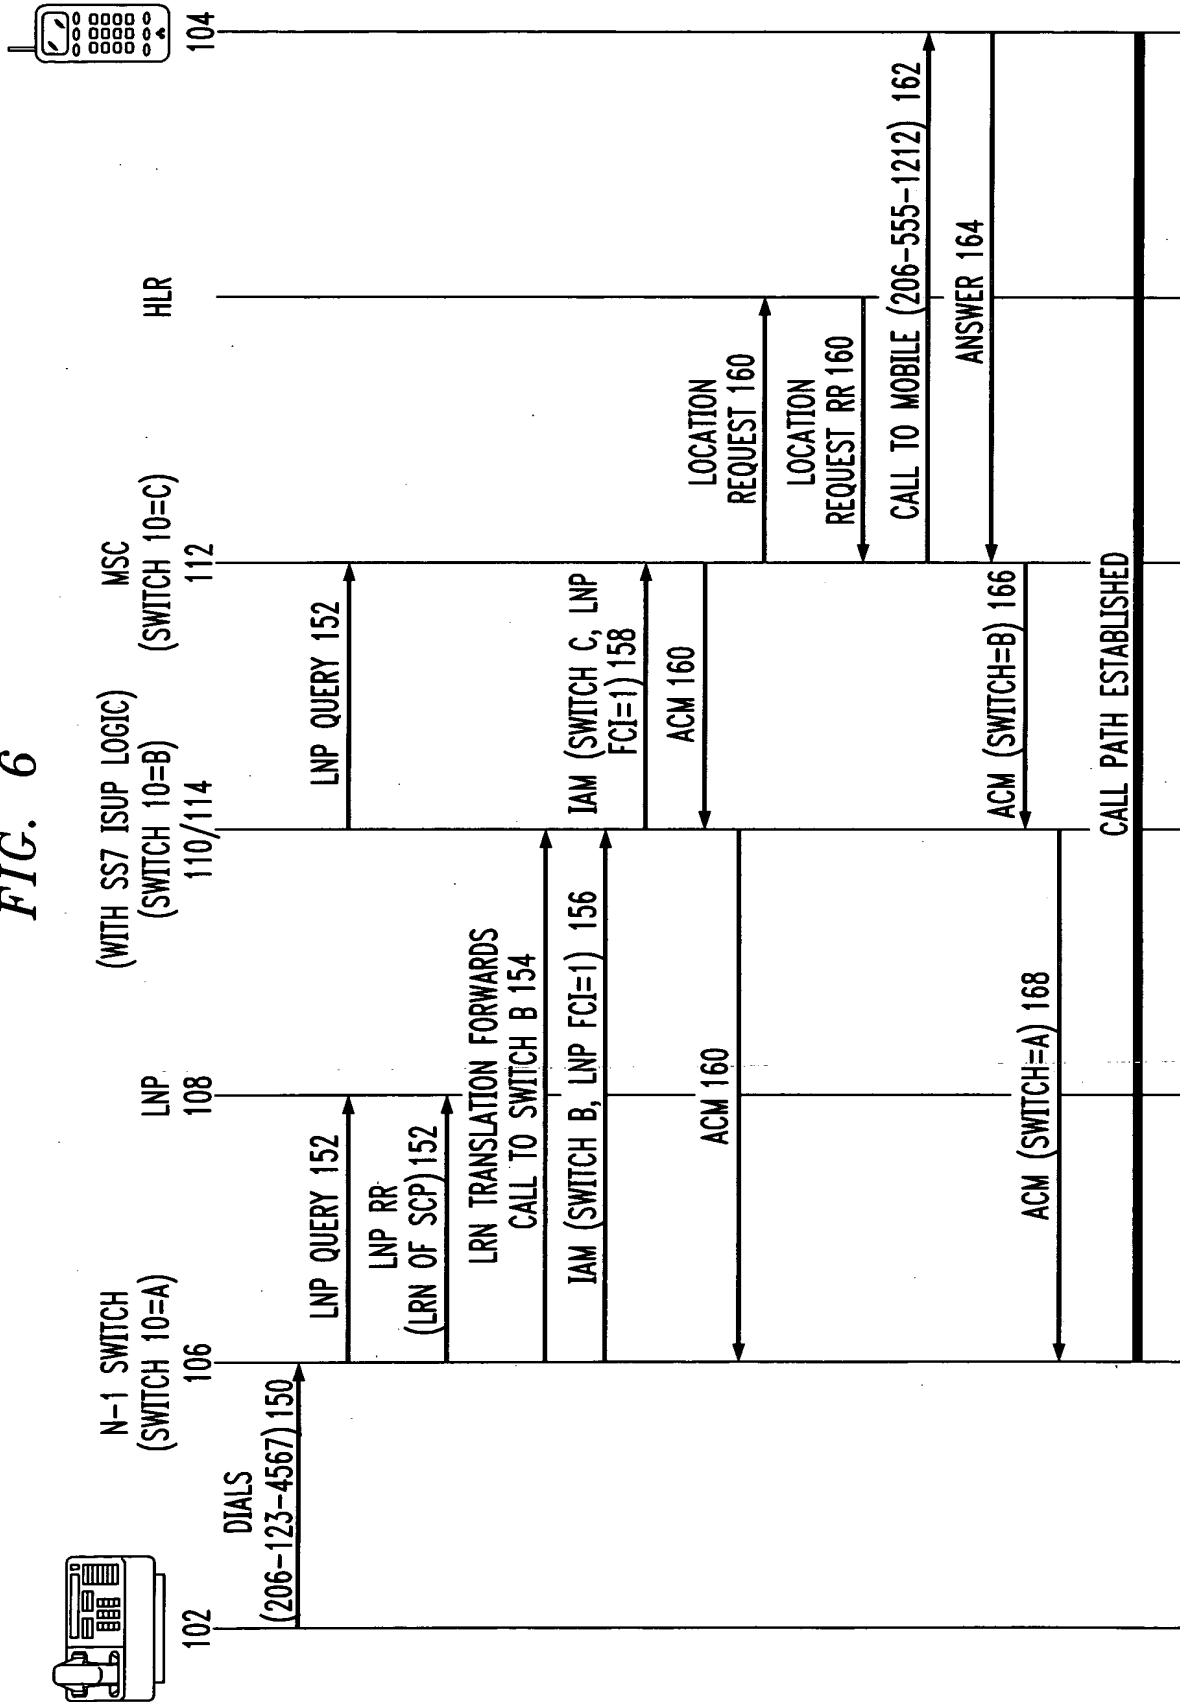 FIG. 6
102
N-1 SWITCH
(SWITCH 10=A)
106
LNP
108
(WITH SS7 ISUP LOGIC)
(SWITCH 10=B)
110/114
MSC
(SWITCH 10=C)
112
HLR
104
DIALS
(206-123-4567) 150
LNP QUERY 152
LNP QUERY 152
LNP RR
(LRN OF SCP) 152
LRN TRANSLATION FORWARDS
CALL TO SWITCH B 154
IAM (SWITCH B, LNP FCI=1) 156
IAM (SWITCH C, LNP
FCI=1) 158
ACM 160
ACM 160
LOCATION
REQUEST 160
LOCATION
REQUEST RR 160
CALL TO MOBILE (206-555-1212) 162
ANSWER 164
ACM (SWITCH=B) 166
ACM (SWITCH=A) 168
CALL PATH ESTABLISHED